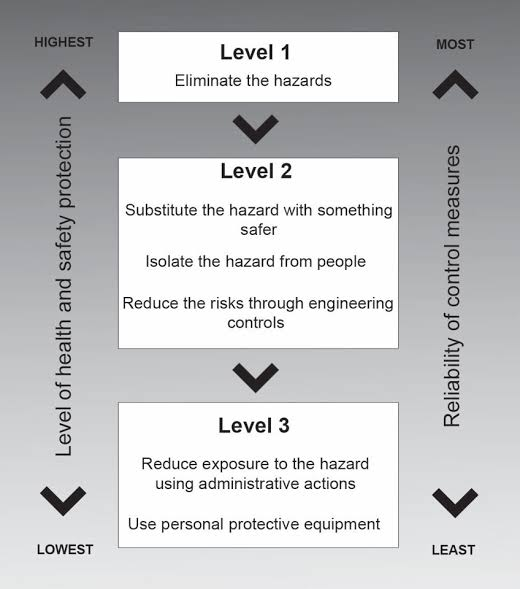 HIGHEST
MOST
Level 1
Eliminate the hazards
Level 2
Substitute the hazard with something
safer
Isolate the hazard from people
Reduce the risks through engineering
controls
Level 3
Reduce exposure to the hazard
using administrative actions
Use personal protective equipment
Level of health and safety protection
Reliability of control measures
LOWEST
LEAST